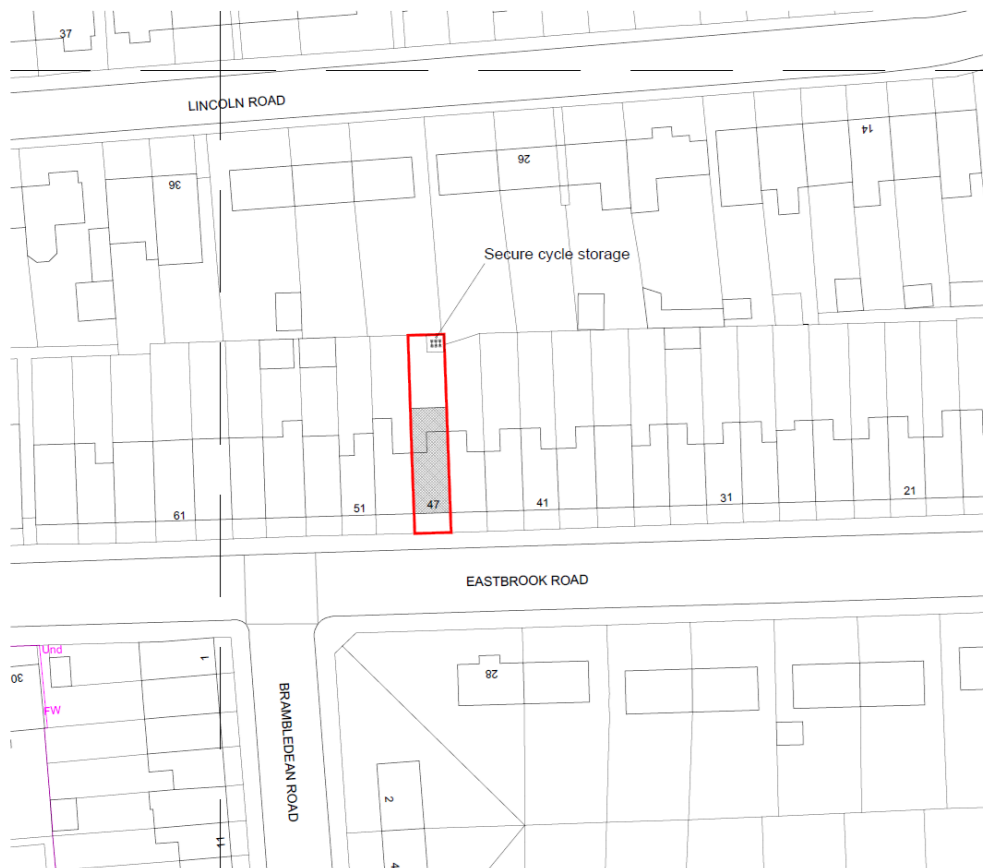 37
LINCOLN ROAD
36
26
14
Secure cycle storage
61
51
47
41
31
21
EASTBROOK ROAD
Und
30
1
28
FW
BRAMBLEDEAN ROAD
2
11
4